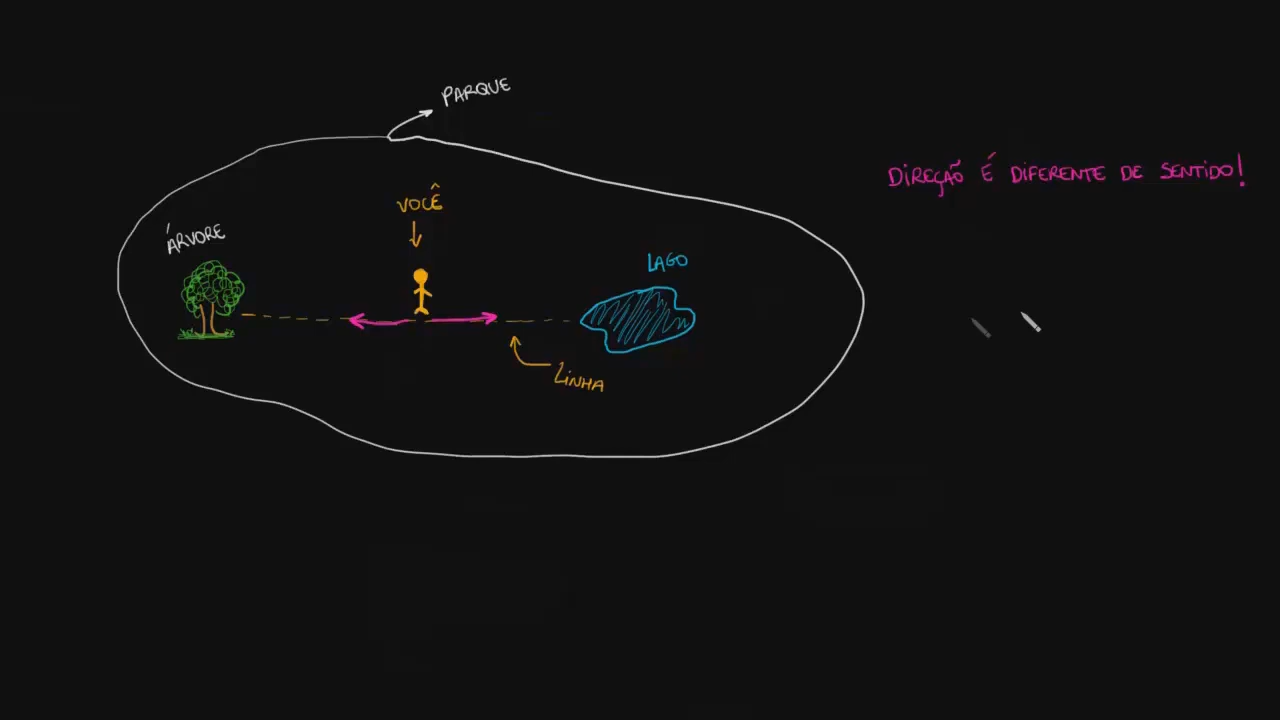 PARQUE
DIREÇÃO É DIFERENTE DE SENTIDO!
VOCÊ
ÁRVORE
LAGO
LINHA